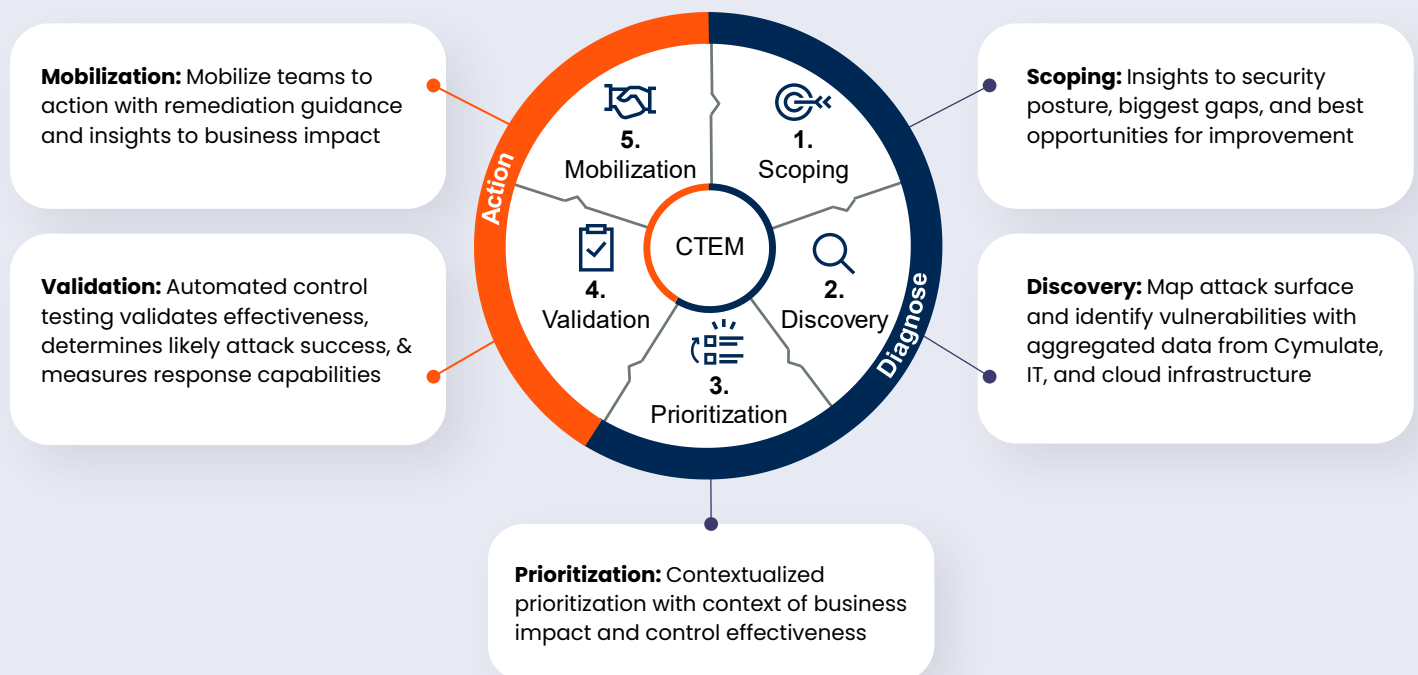 Mobilization: Mobilize teams to
action with remediation guidance
and insights to business impact
Validation: Automated control
testing validates effectiveness,
determines likely attack success, &
measures response capabilities
Action
5.
Mobilization
1.
Scoping
CTEM
4.
Validation
2.
Discovery
3.
Prioritization
Diagnose
Scoping: Insights to security
posture, biggest gaps, and best
opportunities for improvement
Discovery: Map attack surface
and identify vulnerabilities with
aggregated data from Cymulate,
IT, and cloud infrastructure
Prioritization: Contextualized
prioritization with context of business
impact and control effectiveness